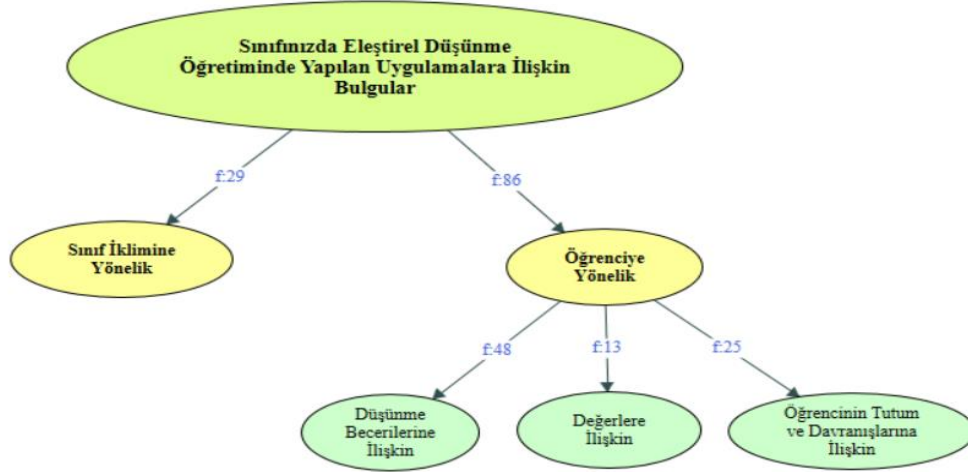 Sınıfınızda Eleştirel Düşünme
Öğretiminde Yapılan Uygulamalara İlişkin
Bulgular
f:29
f:86
Sınıf İklimine
Yönelik
Öğrenciye
Yönelik
f:48
f:13
f:25
Düşünme
Becerilerine
İlişkin
Değerlere
İlişkin
Öğrencinin Tutum
ve Davranışlarına
İlişkin